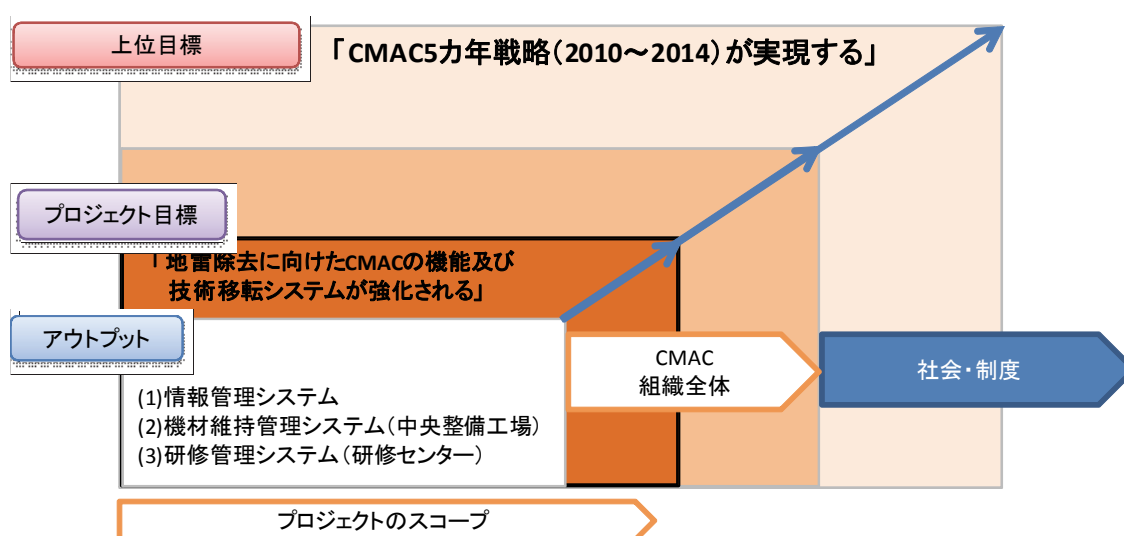 上位目標
「CMAC5カ年戦略(2010～2014)が実現する」
プロジェクト目標
「地雷除去に向けたCMACの機能及び
技術移転システムが強化される」
アウトプット
(1)情報管理システム
(2)機材維持管理システム(中央整備工場)
(3)研修管理システム(研修センター)
CMAC
組織全体
社会・制度
プロジェクトのスコープ